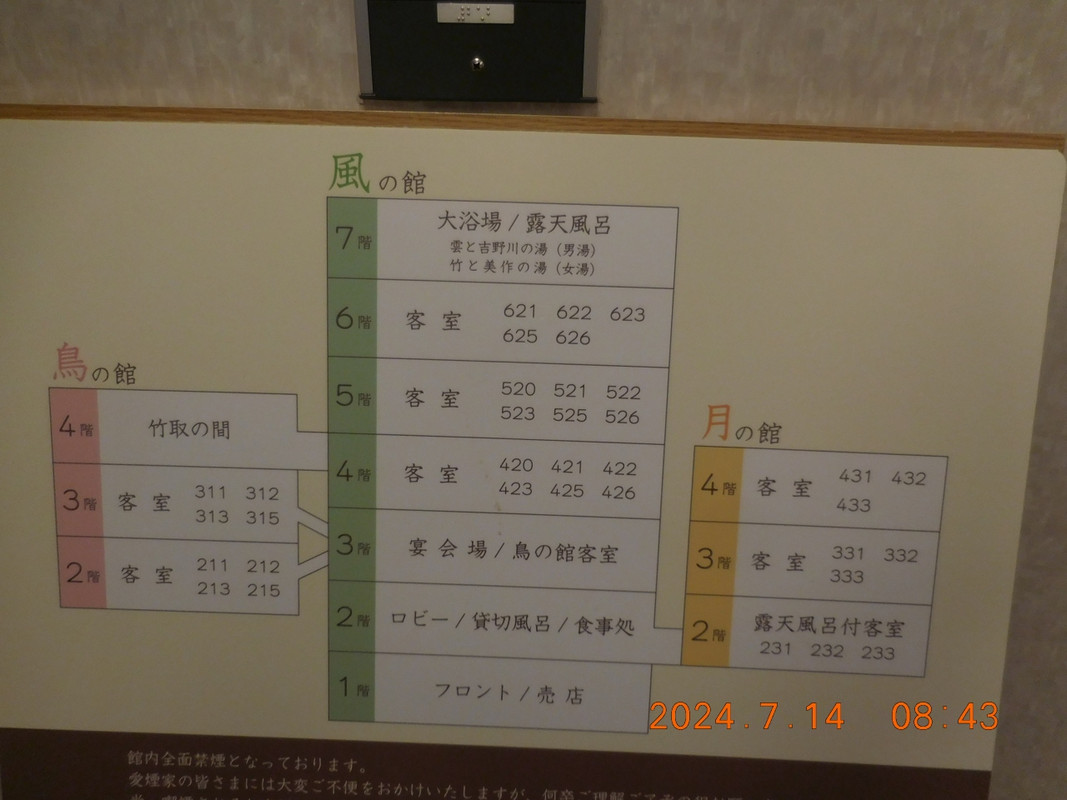 風の館
7階 大浴場 / 露天風呂
雲と吉野川の湯 (男湯)
竹と美作の湯 (女湯)
6階 客室 621 622 623
625 626
5階 客室 520 521 522
523 525 526
4階 客室 420 421 422
423 425 426
3階 宴会場 / 鳥の館客室
2階 ロビー / 貸切風呂 / 食事処
1階 フロント / 売店
鳥の館
4階 竹取の間
3階 客室 311 312
313 315
2階 客室 211 212
213 215
月の館
4階 客室 431 432
433
3階 客室 331 332
333
2階 露天風呂付客室
231 232 233
2024.7.14 08:43
館内全面禁煙となっております。
愛煙家の皆さまには大変ご不便をおかけいたしますが、何卒ご理解